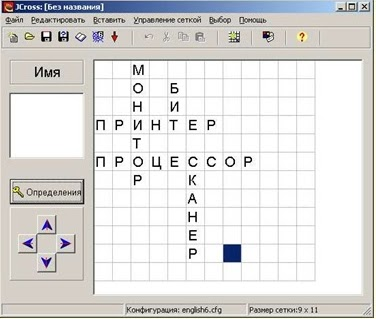 JCross: [Без названия]
Файл Редактировать Вставить Управление сеткой Выбор Помощь
Имя
М
О Б
Н И
П Р И Н Т Е Р
Т
П Р О Ц Е С С О Р
Р К
А
Н
Е
Р
Определения
Конфигурация: english6.cfg Размер сетки: 9 x 11